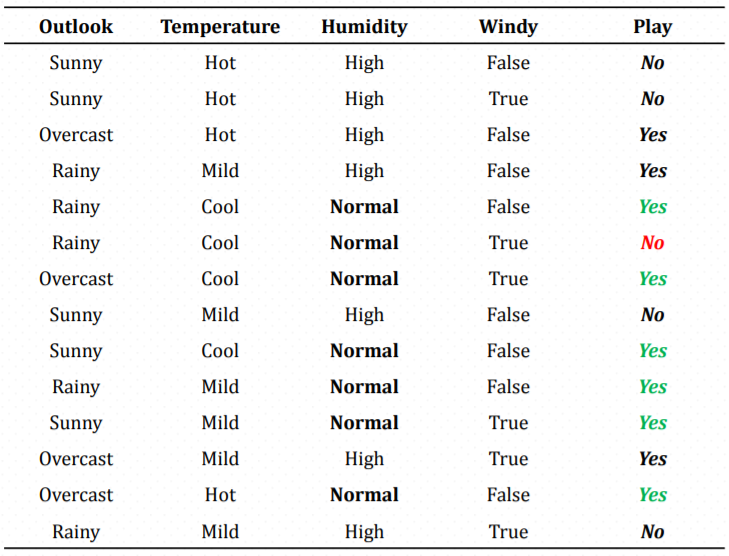 Outlook Temperature Humidity Windy Play
Sunny Hot High False No
Sunny Hot High True No
Overcast Hot High False Yes
Rainy Mild High False Yes
Rainy Cool Normal False Yes
Rainy Cool Normal True No
Overcast Cool Normal True Yes
Sunny Mild High False No
Sunny Cool Normal False Yes
Rainy Mild Normal False Yes
Sunny Mild Normal True Yes
Overcast Mild High True Yes
Overcast Hot Normal False Yes
Rainy Mild High True No